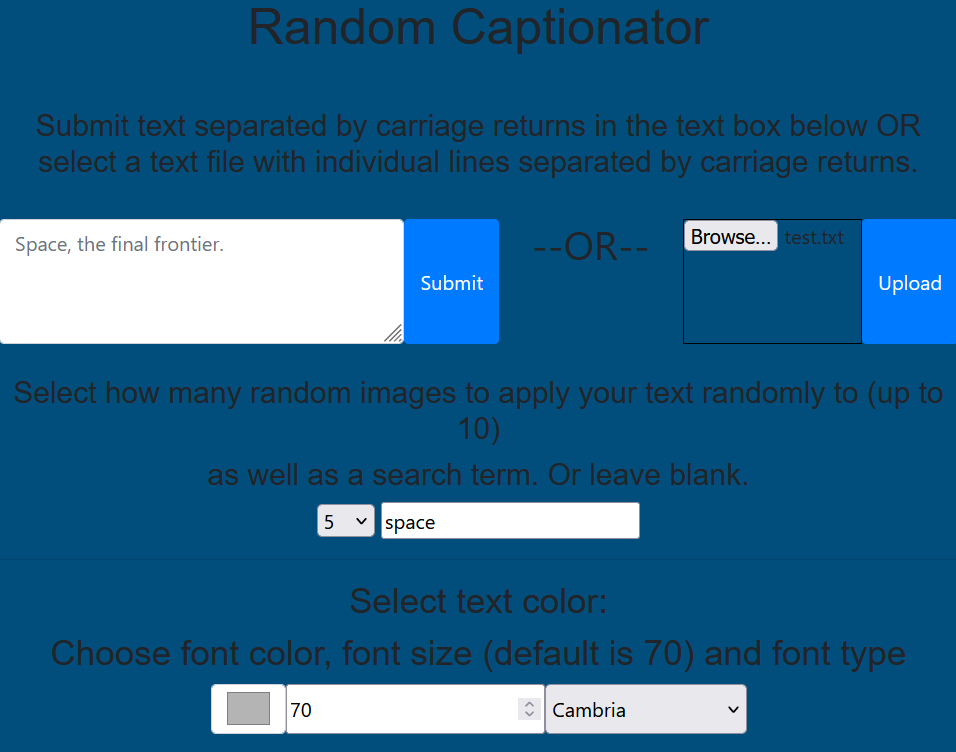 Random Captionator
Submit text separated by carriage returns in the text box below OR
select a text file with individual lines separated by carriage returns.
Space, the final frontier.
Submit
--OR--
Browse... test.txt
Upload
Select how many random images to apply your text randomly to (up to
10)
as well as a search term. Or leave blank.
5 space
Select text color:
Choose font color, font size (default is 70) and font type
70 Cambria